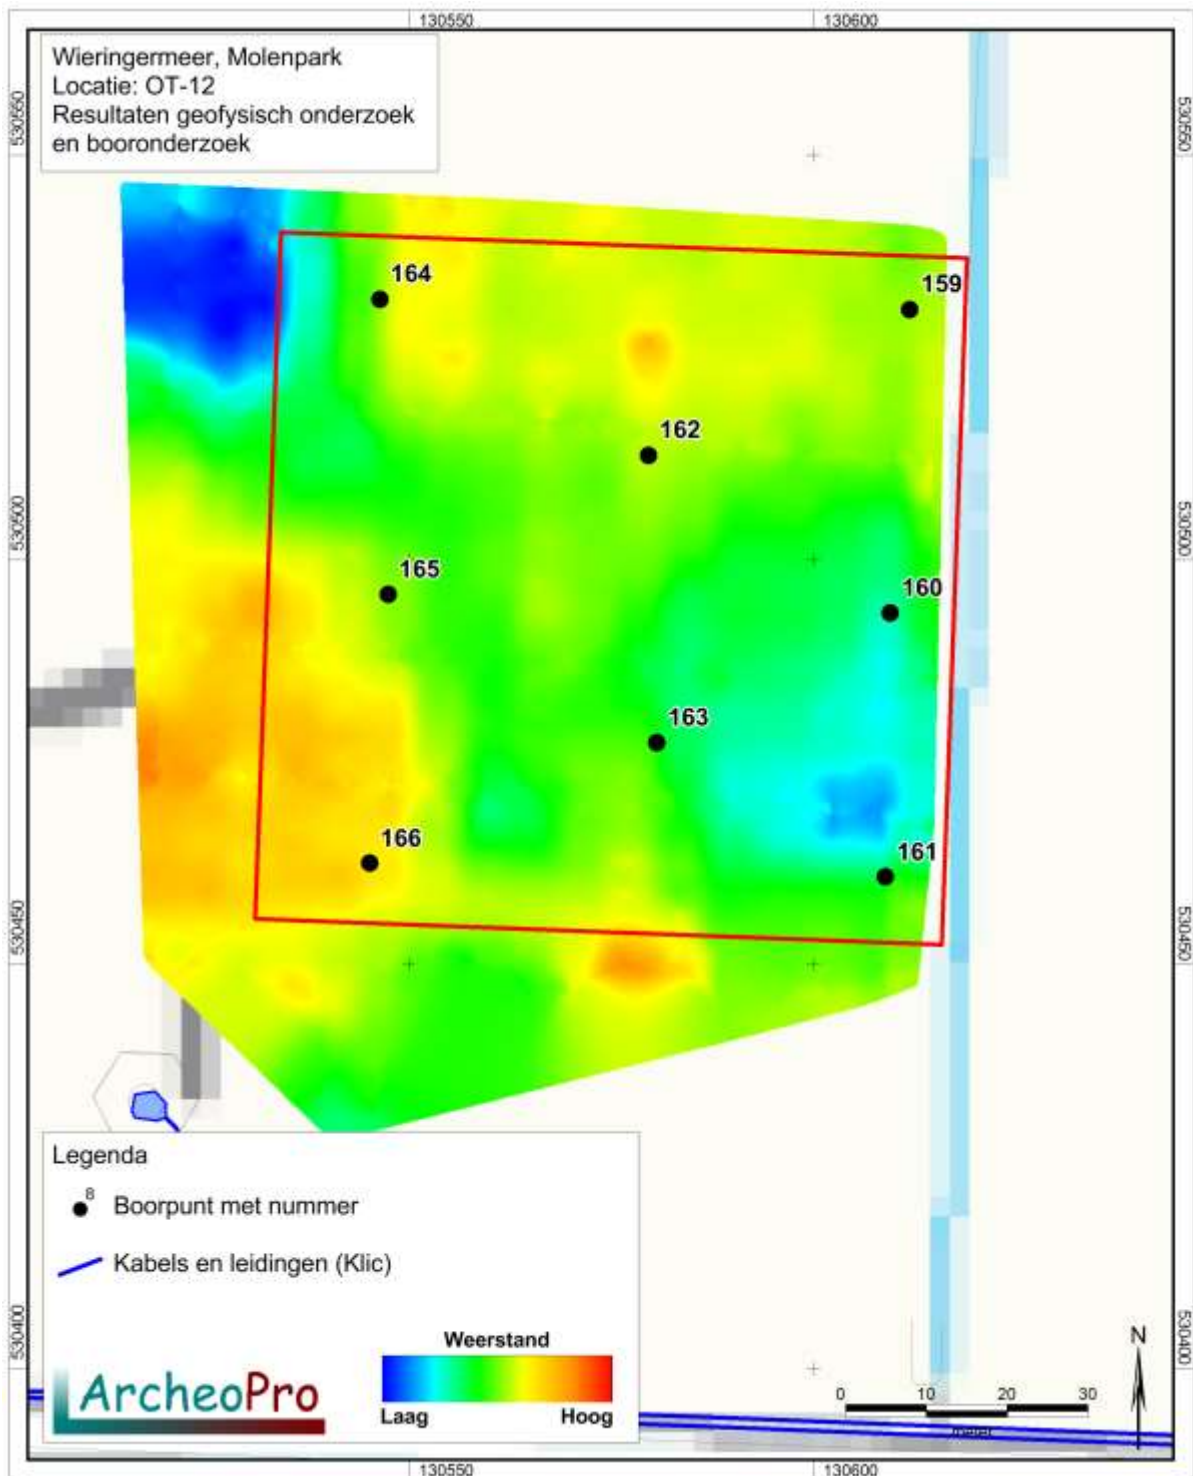 130550
130600
Wieringermeer, Molenpark
Locatie: OT-12
Resultaten geofysisch onderzoek
en booronderzoek
530550
530550
164
159
162
530500
530500
165
160
163
166
161
530450
530450
Legenda
8
Boorpunt met nummer
Kabels en leidingen (Klic)
530400
530400
Weerstand
Laag
Hoog
ArcheoPro
N
0
10
20
30
meter
130550
130600